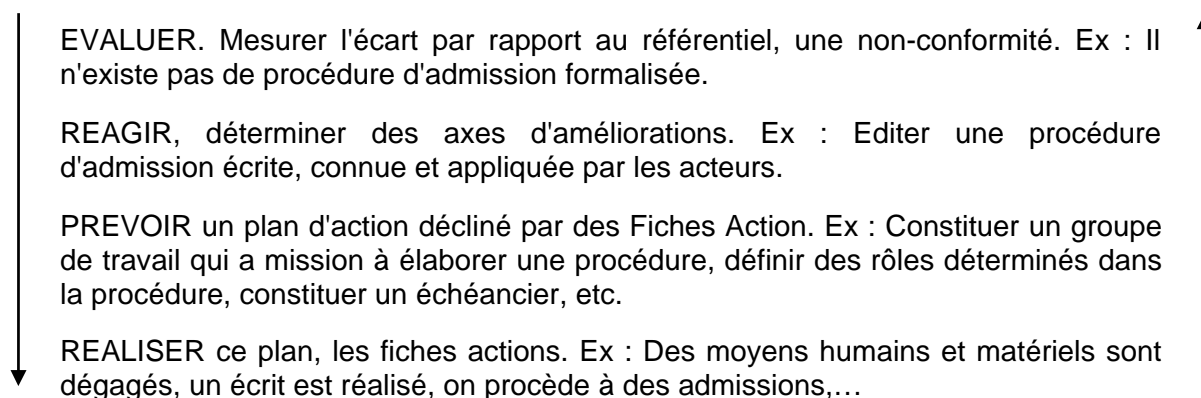 EVALUER. Mesurer l'écart par rapport au référentiel, une non-conformité. Ex : Il
n'existe pas de procédure d'admission formalisée.
REAGIR, déterminer des axes d'améliorations. Ex : Editer une procédure
d'admission écrite, connue et appliquée par les acteurs.
PREVOIR un plan d'action décliné par des Fiches Action. Ex : Constituer un groupe
de travail qui a mission à élaborer une procédure, définir des rôles déterminés dans
la procédure, constituer un échéancier, etc.
REALISER ce plan, les fiches actions. Ex : Des moyens humains et matériels sont
dégagés, un écrit est réalisé, on procède à des admissions,…